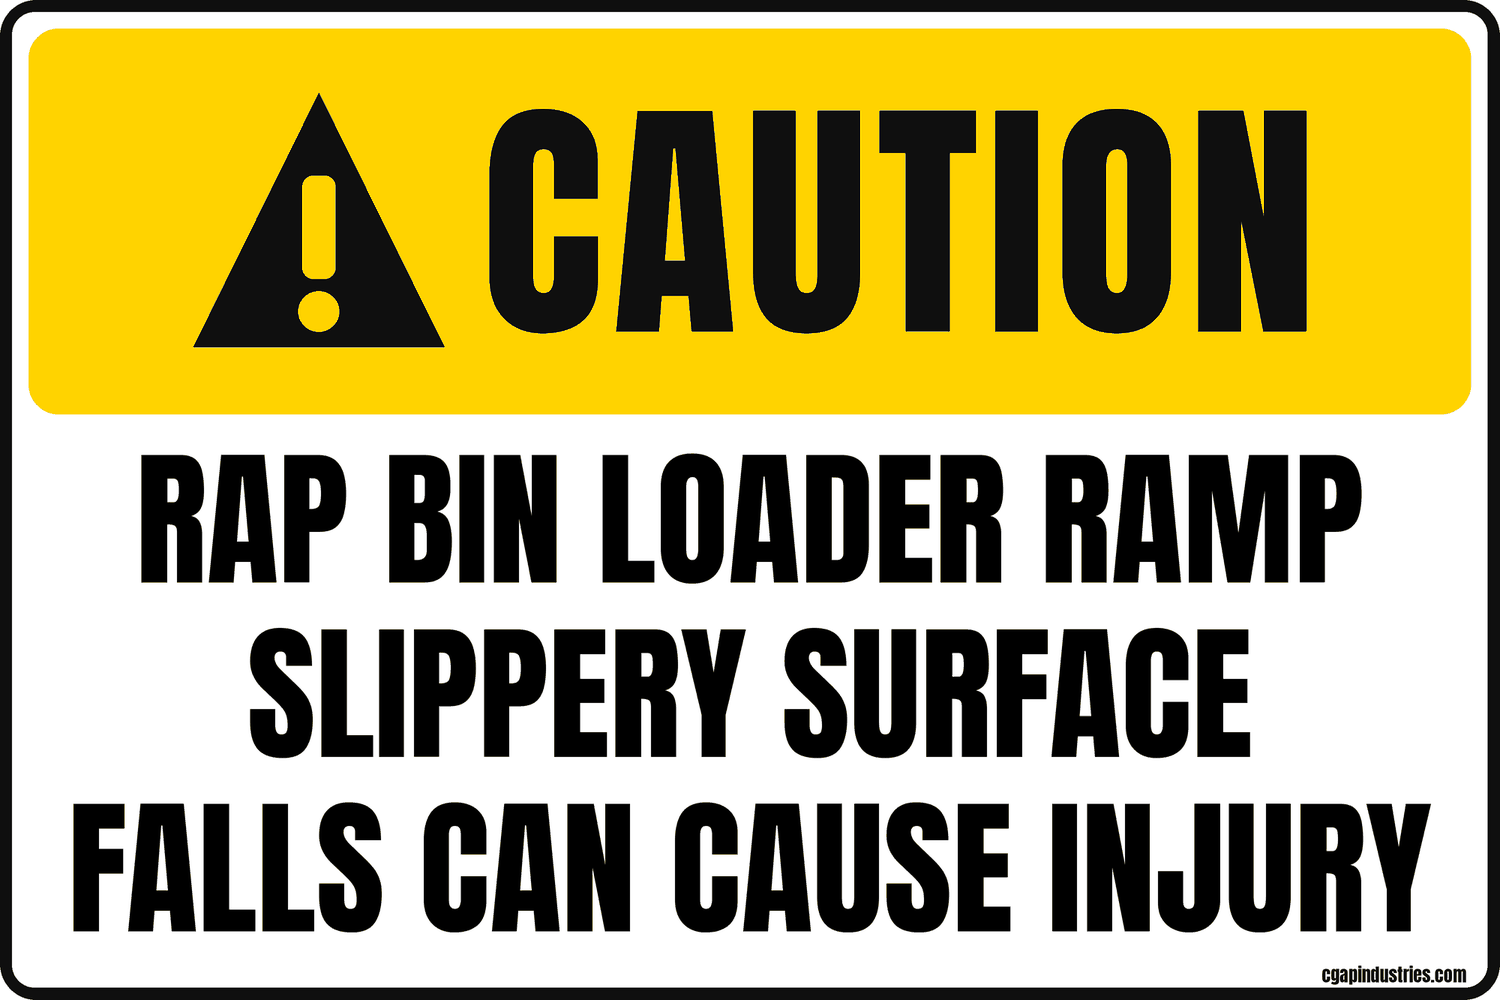 CAUTION
RAP BIN LOADER RAMP
SLIPPERY SURFACE
FALLS CAN CAUSE INJURY
cgapindustries.com